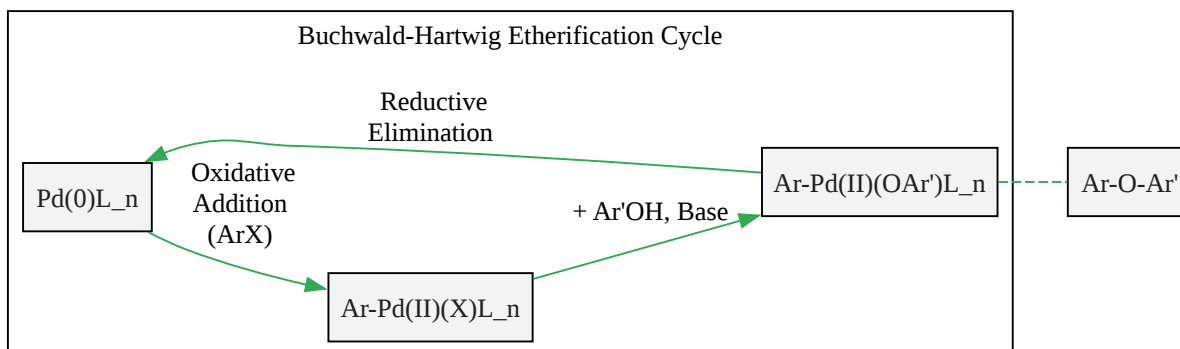 Buchwald-Hartwig Etherification Cycle
Reductive
Elimination
Oxidative
Addition
(ArX)
Pd(0)L_n
+ Ar'OH, Base
Ar-Pd(II)(OAr')L_n
Ar-O-Ar'
Ar-Pd(II)(X)L_n